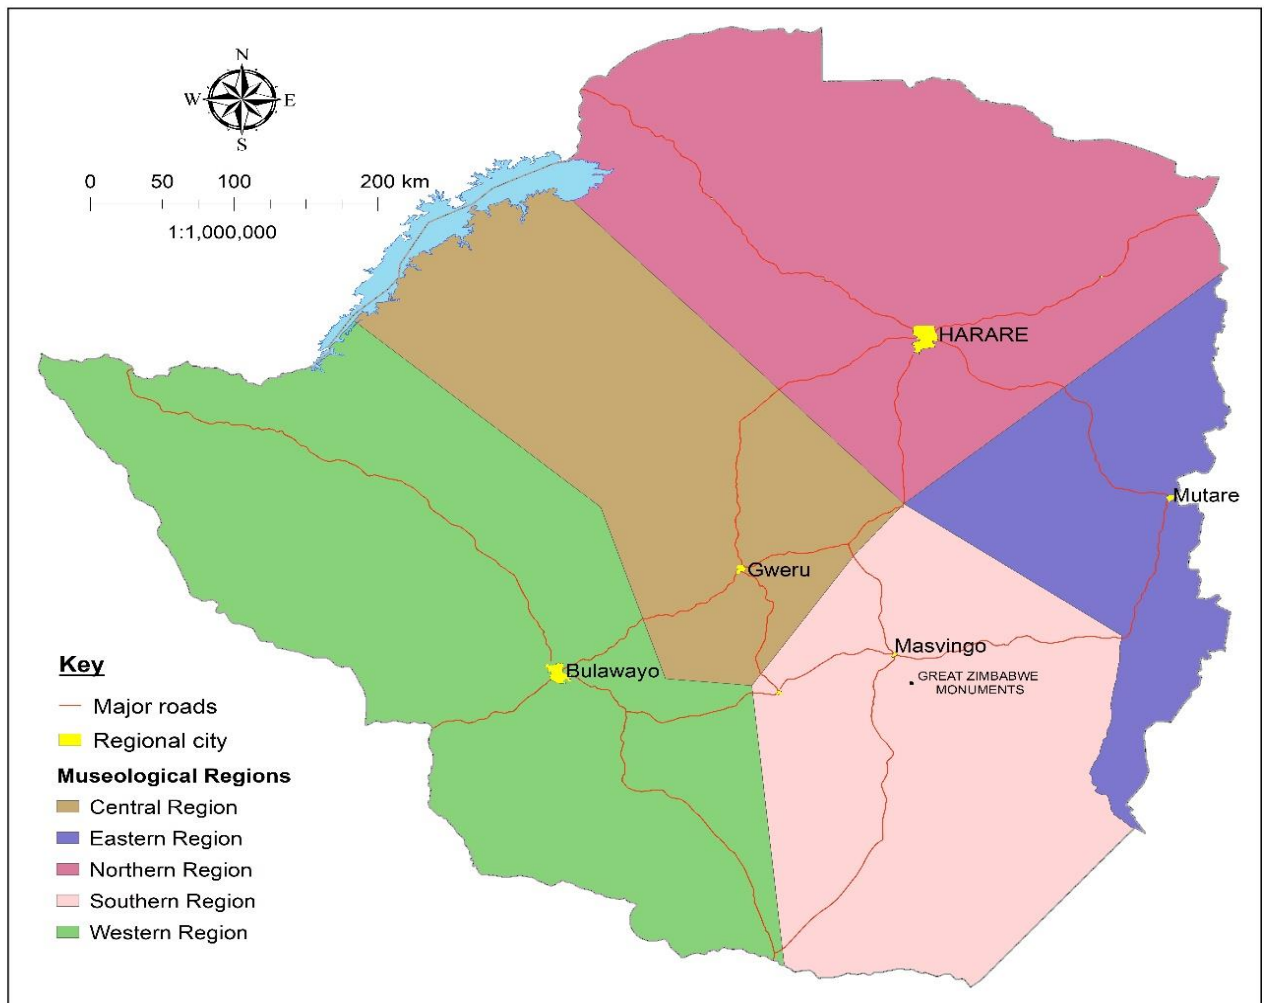 N
W E
S
0 50 100 200 km
1:1,000,000
HARARE
Mutare
Gweru
Masvingo
GREAT ZIMBABWE
MONUMENTS
Bulawayo
Key
Major roads
Regional city
Museological Regions
Central Region
Eastern Region
Northern Region
Southern Region
Western Region